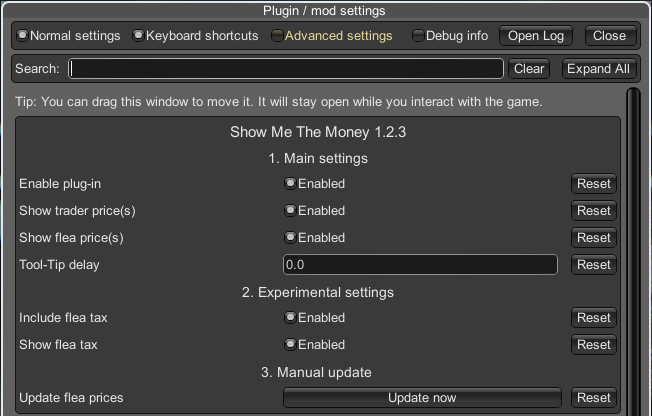 Plugin / mod settings
Normal settings Keyboard shortcuts Advanced settings Debug info Open Log Close
Search: Clear Expand All
Tip: You can drag this window to move it. It will stay open while you interact with the game.
Show Me The Money 1.2.3
1. Main settings
Enable plug-in Enabled Reset
Show trader price(s) Enabled Reset
Show flea price(s) Enabled Reset
Tool-Tip delay 0.0 Reset
2. Experimental settings
Include flea tax Enabled Reset
Show flea tax Enabled Reset
3. Manual update
Update flea prices Update now Reset